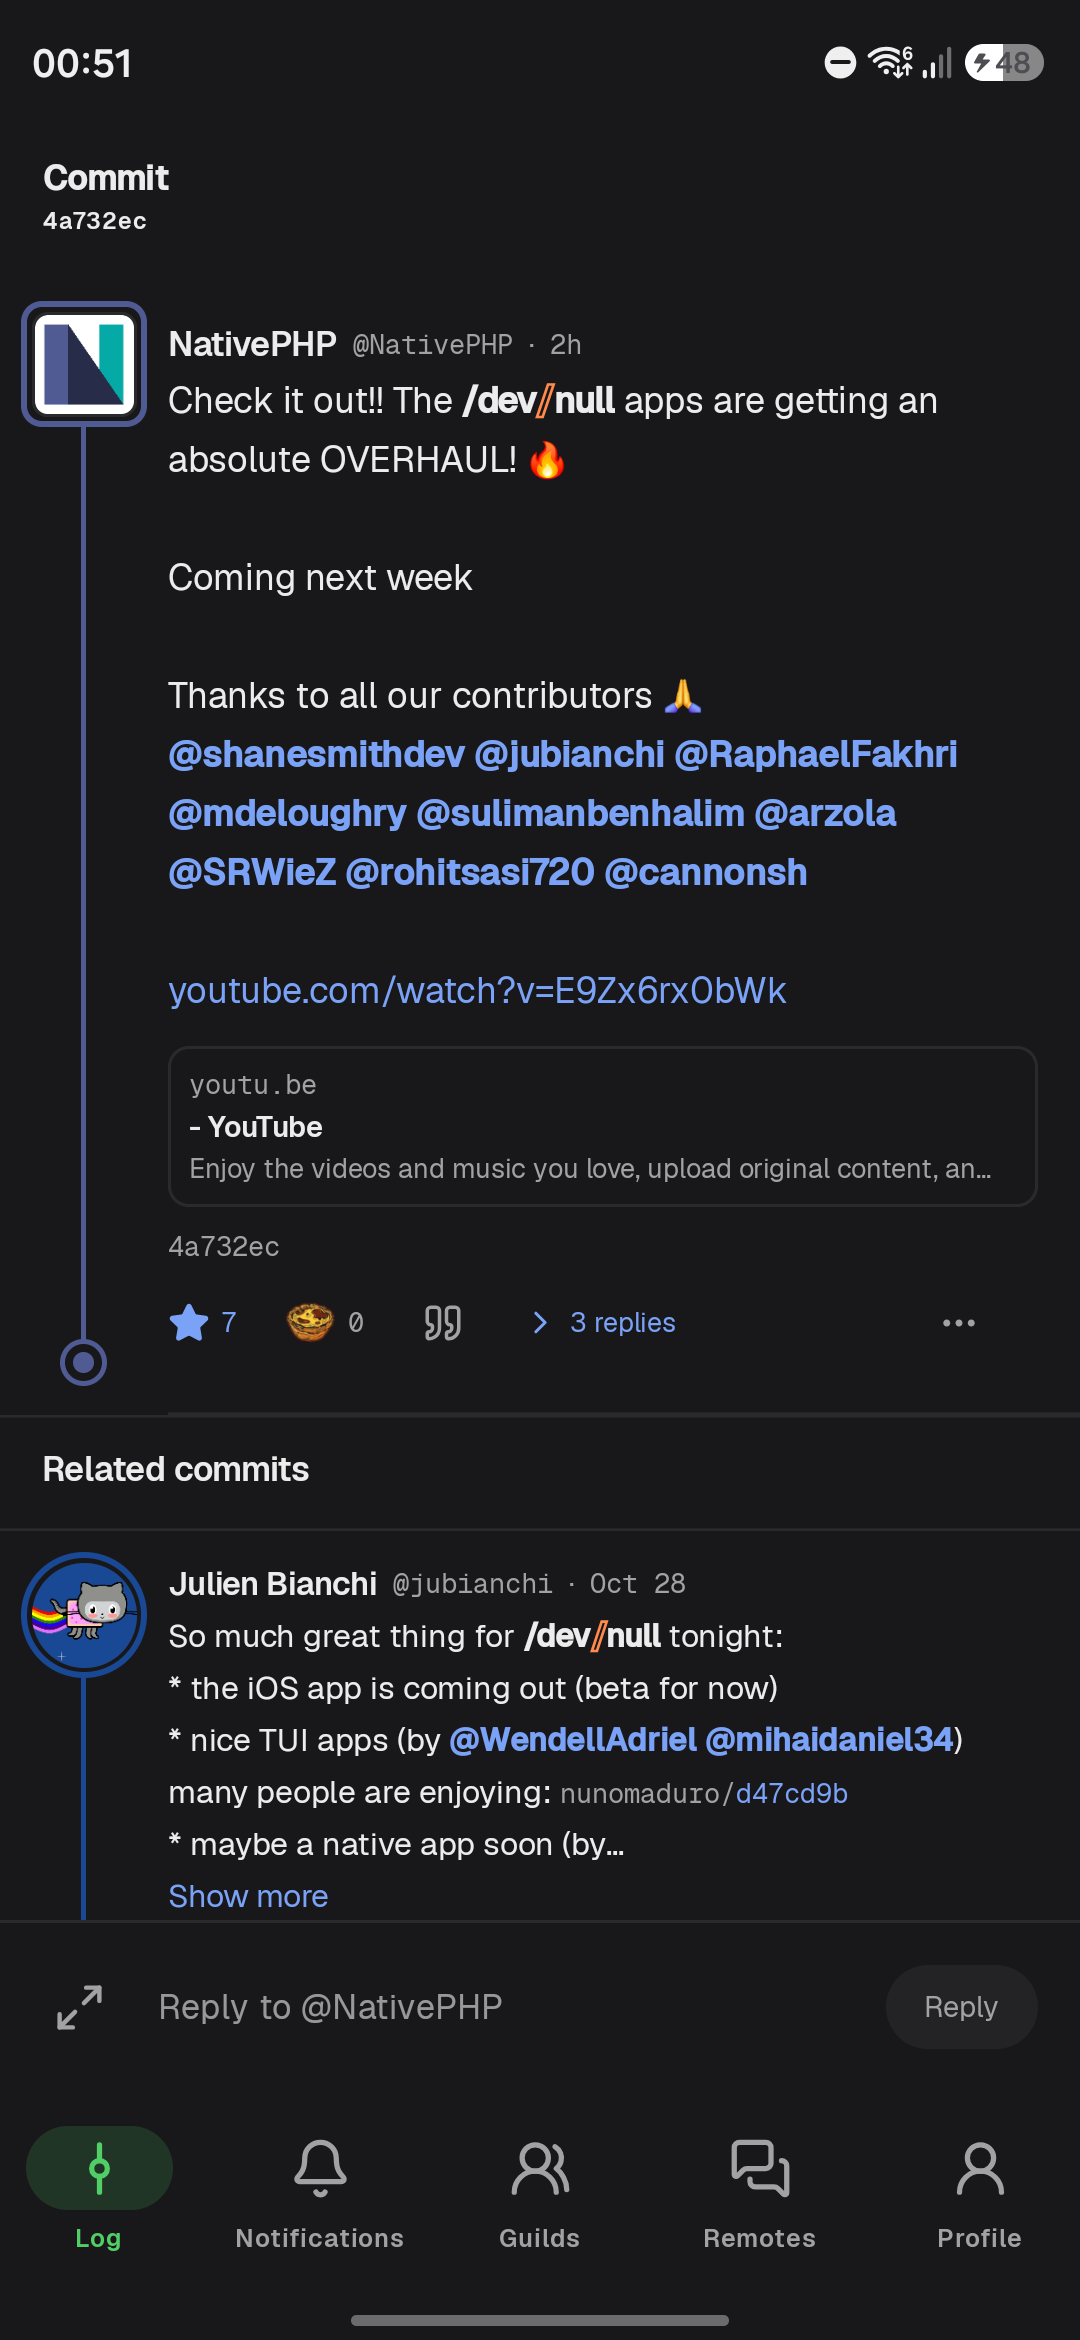 00:51
6
48
Commit
4a732ec
NativePHP @NativePHP · 2h
Check it out!! The /dev//null apps are getting an
absolute OVERHAUL! 🔥
Coming next week
Thanks to all our contributors 🙏
@shanesmithdev @jubianchi @RaphaelFakhri
@mdeloughry @sulimanbenhalim @arzola
@SRWieZ @rohitsasi720 @cannonsh
youtube.com/watch?v=E9Zx6rx0bWk
youtu.be
- YouTube
Enjoy the videos and music you love, upload original content, an...
4a732ec
7 0 3 replies
Related commits
Julien Bianchi @jubianchi · Oct 28
So much great thing for /dev//null tonight:
* the iOS app is coming out (beta for now)
* nice TUI apps (by @WendellAdriel @mihaidaniel34)
many people are enjoying: nunomaduro/d47cd9b
* maybe a native app soon (by...
Show more
Reply to @NativePHP
Reply
Log Notifications Guilds Remotes Profile